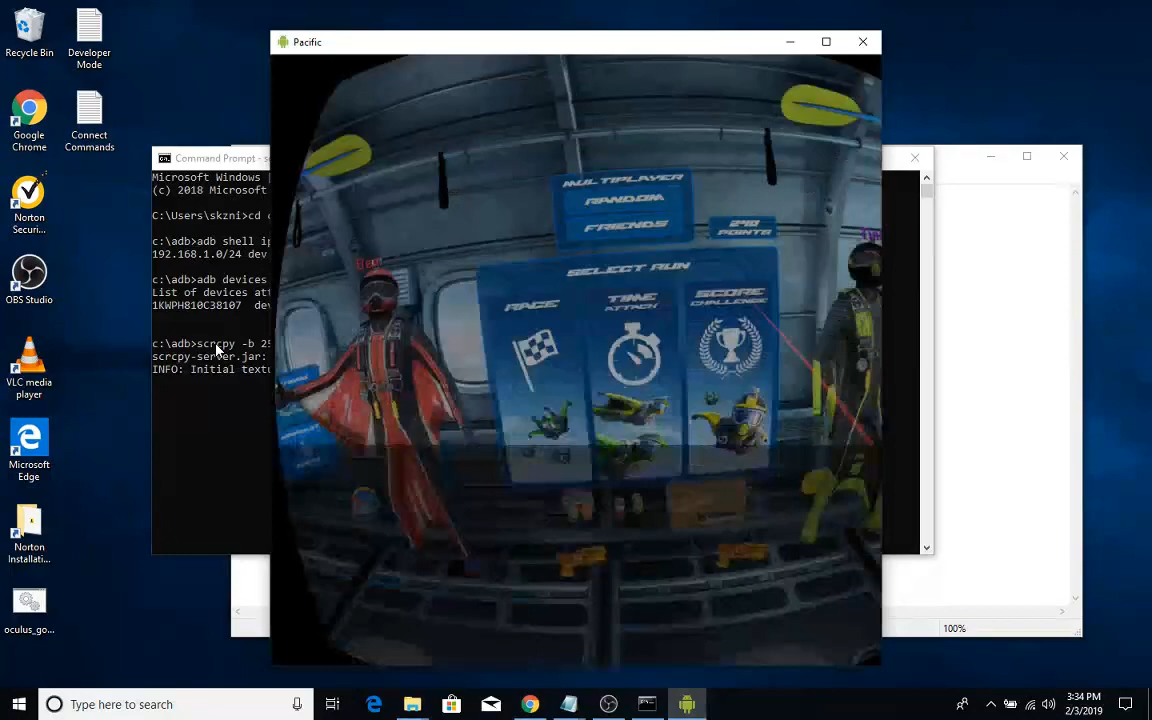 Recycle Bin
Developer
Mode
Google
Chrome
Connect
Commands
Norton
Securi...
OBS Studio
VLC media
player
Microsoft
Edge
Norton
Installati...
oculus_go...
Pacific
Command Prompt - s
Microsoft Windows
(c) 2018 Microsoft
C:\Users\skzni>cd
c:\adb>adb shell ip
192.168.1.0/24 dev
c:\adb>adb devices
List of devices att
1KWPH810C38107 dev
c:\adb>scrcpy -b 25
scrcpy-server.jar:
INFO: Initial textu
MULTIPLAYER
RANDOM
FRIENDS
290
POINTS
SELECT RUN
RACE
TIME
ATTACK
SCORE
CHALLENGE
Ben
100%
Type here to search
3:34 PM
2/3/2019